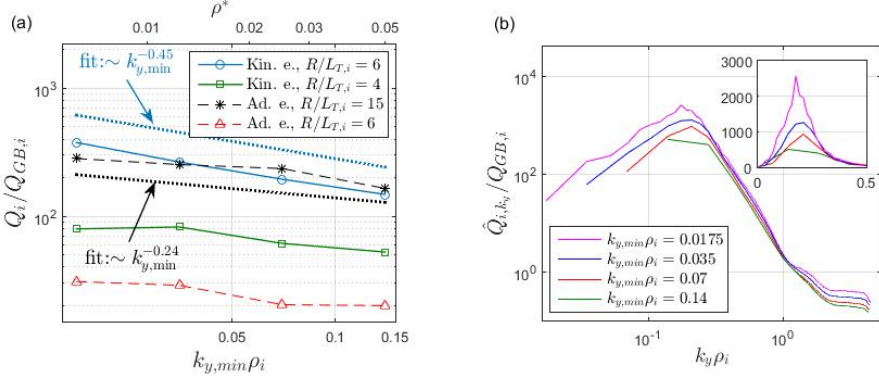 (a)
ρ*
0.01 0.02 0.03 0.05
fit:∼ k_{y,min}^{-0.45}
Kin. e., R/L_{T,i} = 6
Kin. e., R/L_{T,i} = 4
Ad. e., R/L_{T,i} = 15
Ad. e., R/L_{T,i} = 6
10^3
10^2
Q_i/Q_{GB,i}
fit:∼ k_{y,min}^{-0.24}
0.05 0.1 0.15
k_{y,min}ρ_i
(b)
10^4
10^2
10^0
Q̂_{i,k_y}/Q_{GB,i}
3000
2000
1000
0
0 0.5
k_{y,min}ρ_i = 0.0175
k_{y,min}ρ_i = 0.035
k_{y,min}ρ_i = 0.07
k_{y,min}ρ_i = 0.14
10^{-1} 10^0
k_yρ_i